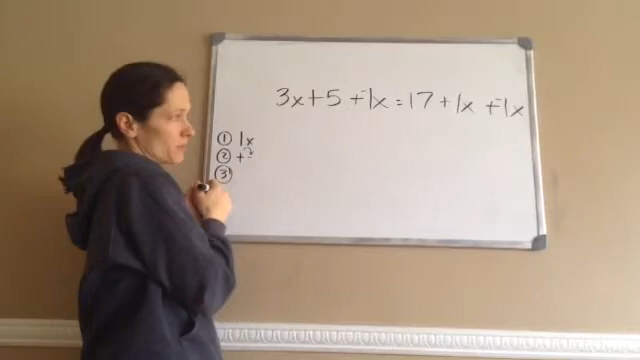 3x+5 +⁻1x = 17 +1x +⁻1x
① 1x
② + -
③